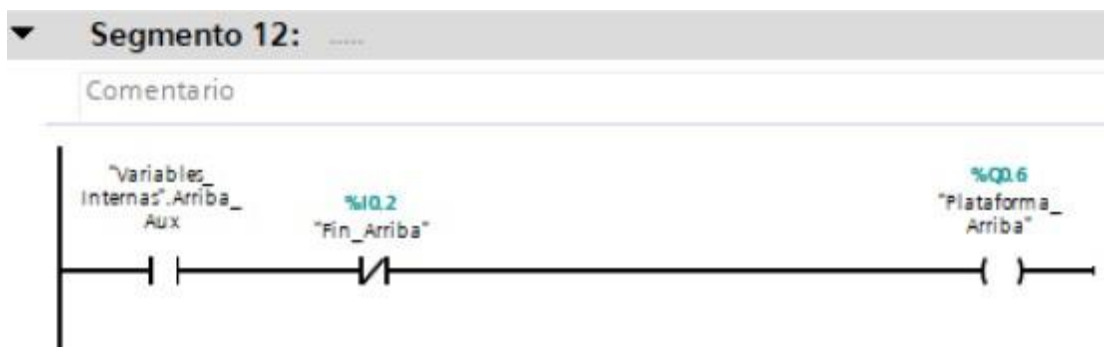 Segmento 12: .....
Comentario
"Variables_
Internas".Arriba_
Aux
%I0.2
"Fin_Arriba"
%Q0.6
"Plataforma_
Arriba"